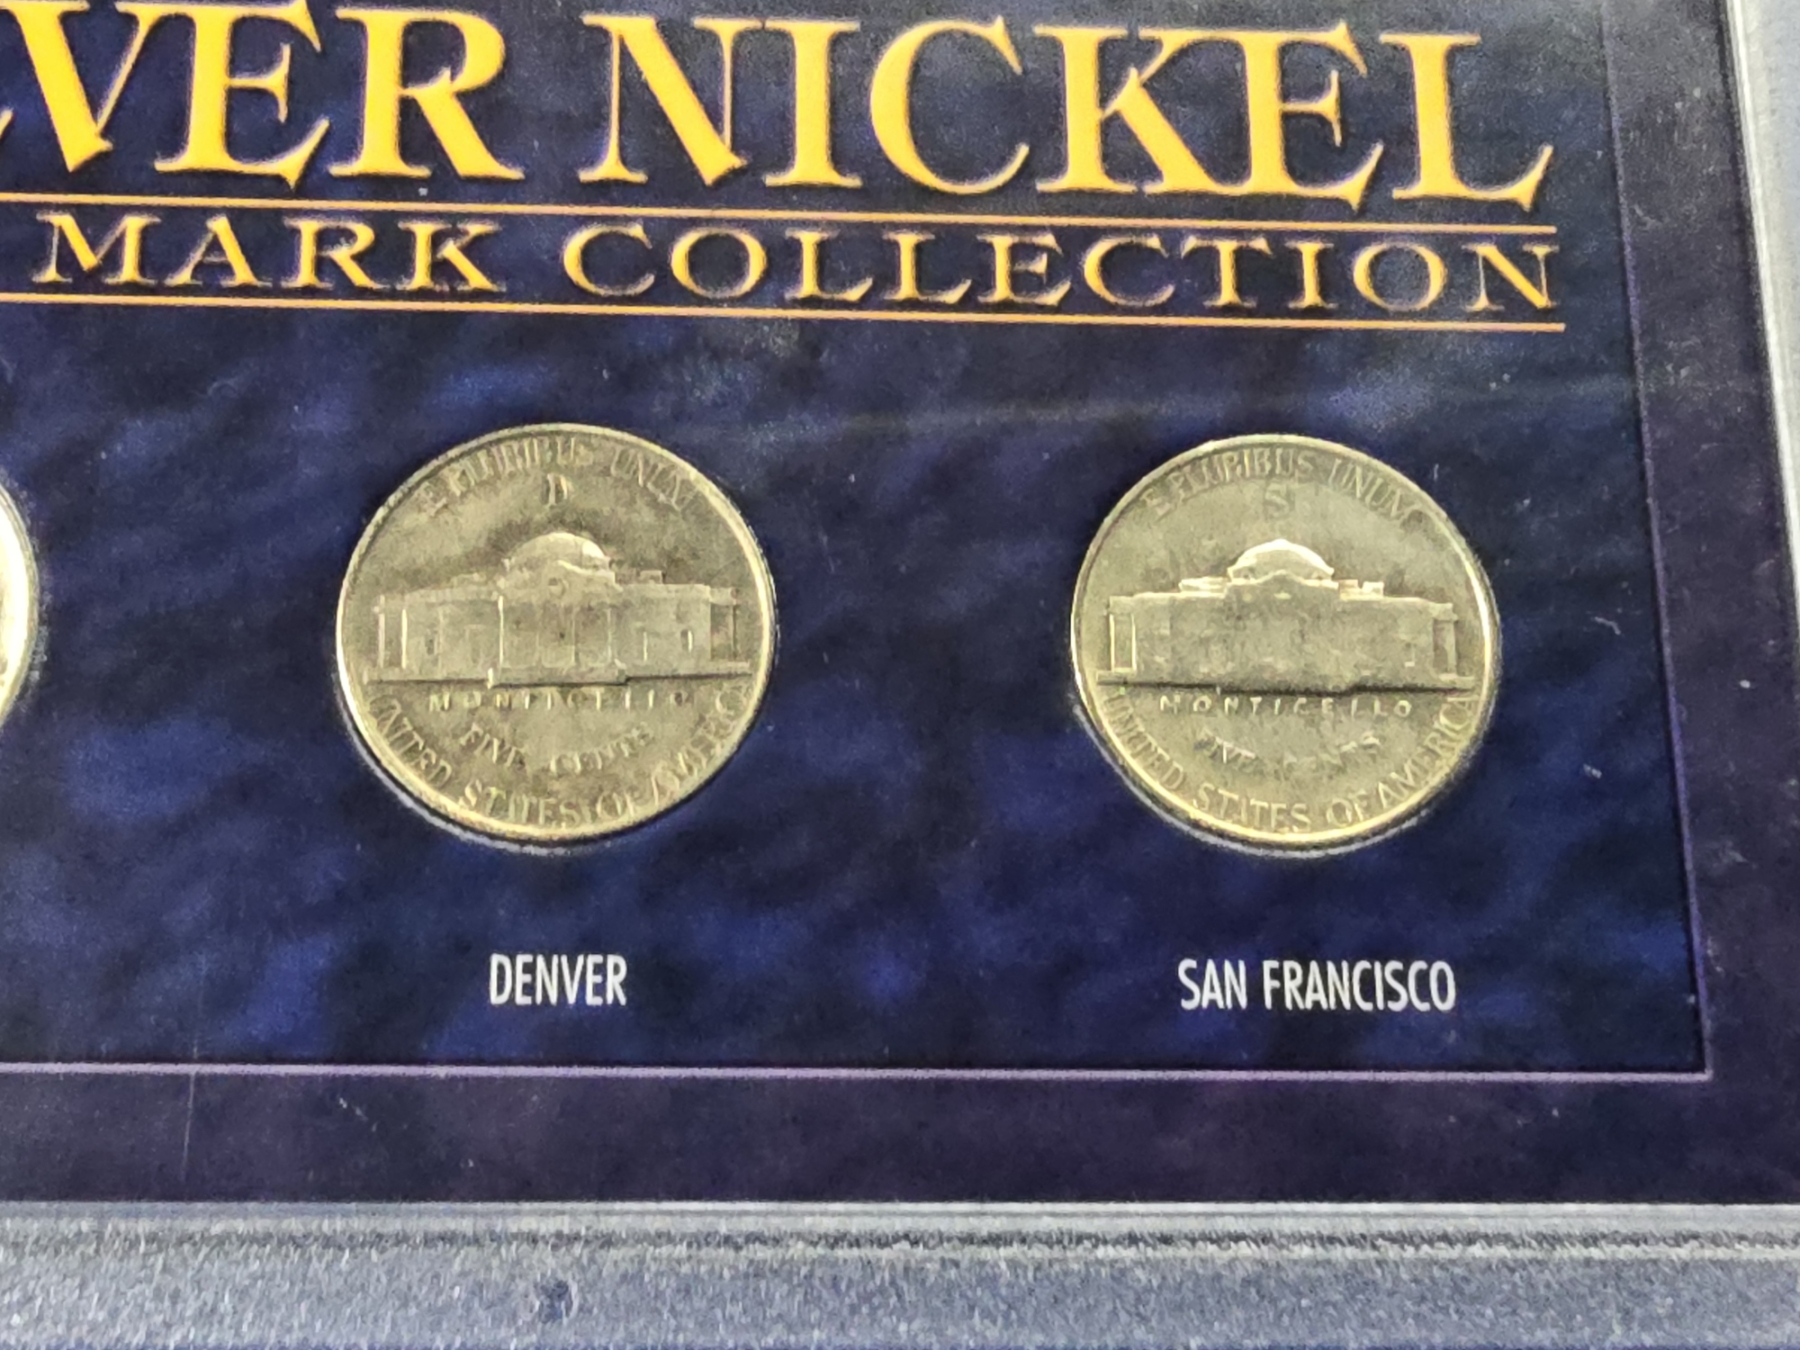 VER NICKEL
MARK COLLECTION
E PLURIBUS UNUM
D
MONTICELLO
FIVE CENTS
UNITED STATES OF AMERICA
E PLURIBUS UNUM
S
MONTICELLO
FIVE CENTS
UNITED STATES OF AMERICA
DENVER
SAN FRANCISCO